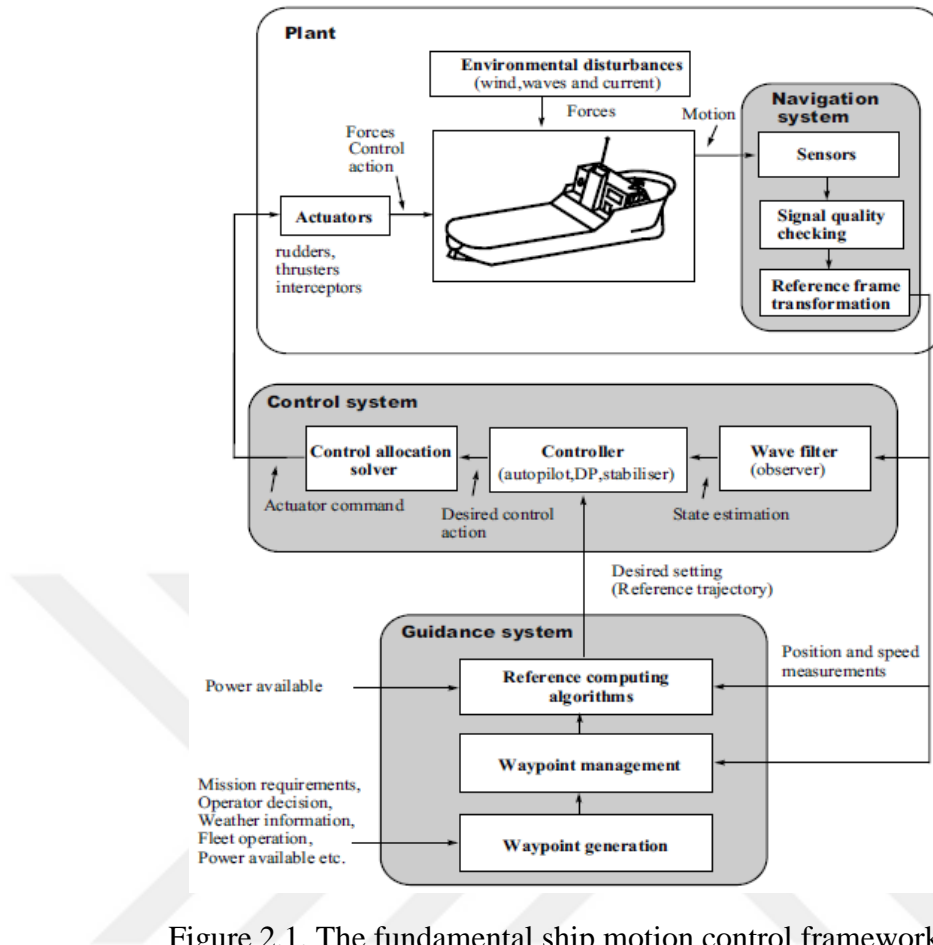 Plant
Environmental disturbances
(wind,waves and current)
Forces
Motion
Navigation
system
Sensors
Signal quality
checking
Reference frame
transformation
Forces
Control
action
Actuators
rudders,
thrusters
interceptors
Control system
Control allocation
solver
Controller
(autopilot,DP,stabiliser)
Wave filter
(observer)
Actuator command
Desired control
action
State estimation
Desired setting
(Reference trajectory)
Guidance system
Position and speed
measurements
Power available
Reference computing
algorithms
Waypoint management
Mission requirements,
Operator decision,
Weather information,
Fleet operation,
Power available etc.
Waypoint generation
Figure 2.1. The fundamental ship motion control framework